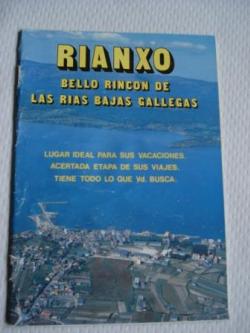 RIANXO
BELLO RINCON DE
LAS RIAS BAJAS GALLEGAS
LUGAR IDEAL PARA SUS VACACIONES.
ACERTADA ETAPA DE SUS VIAJES.
TIENE TODO LO QUE Vd. BUSCA.